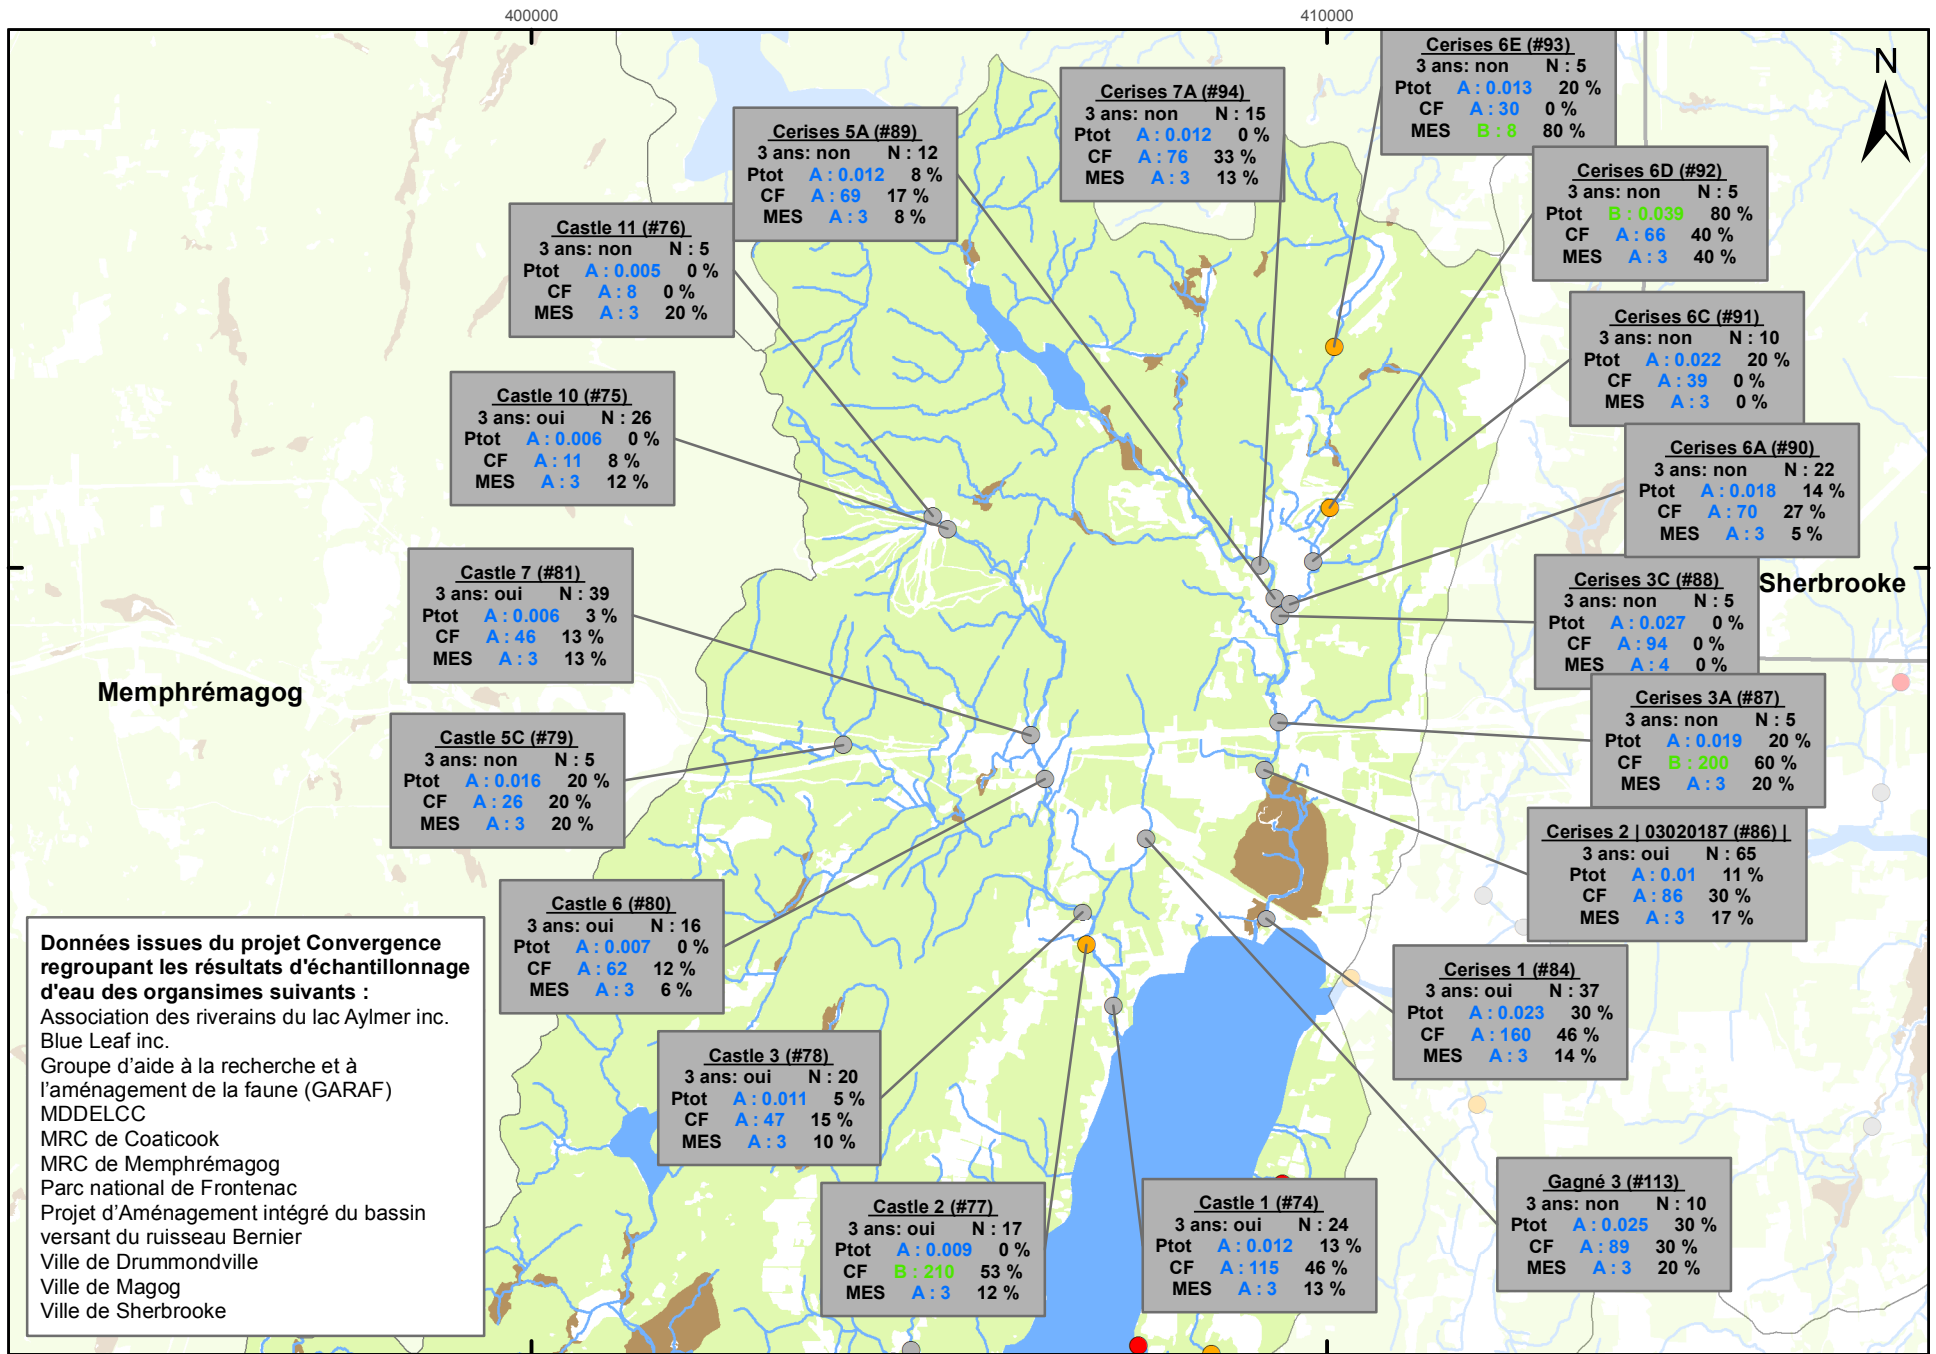 400000
410000
N
Cerises 6E (#93)
3 ans: non N : 5
Ptot A : 0.013 20 %
CF A : 30 0 %
MES B : 8 80 %
Cerises 7A (#94)
3 ans: non N : 15
Ptot A : 0.012 0 %
CF A : 76 33 %
MES A : 3 13 %
Cerises 5A (#89)
3 ans: non N : 12
Ptot A : 0.012 8 %
CF A : 69 17 %
MES A : 3 8 %
Cerises 6D (#92)
3 ans: non N : 5
Ptot B : 0.039 80 %
CF A : 66 40 %
MES A : 3 40 %
Castle 11 (#76)
3 ans: non N : 5
Ptot A : 0.005 0 %
CF A : 8 0 %
MES A : 3 20 %
Cerises 6C (#91)
3 ans: non N : 10
Ptot A : 0.022 20 %
CF A : 39 0 %
MES A : 3 0 %
Castle 10 (#75)
3 ans: oui N : 26
Ptot A : 0.006 0 %
CF A : 11 8 %
MES A : 3 12 %
Cerises 6A (#90)
3 ans: non N : 22
Ptot A : 0.018 14 %
CF A : 70 27 %
MES A : 3 5 %
Castle 7 (#81)
3 ans: oui N : 39
Ptot A : 0.006 3 %
CF A : 46 13 %
MES A : 3 13 %
Cerises 3C (#88)
3 ans: non N : 5
Ptot A : 0.027 0 %
CF A : 94 0 %
MES A : 4 0 %
Sherbrooke
Memphrémagog
Cerises 3A (#87)
3 ans: non N : 5
Ptot A : 0.019 20 %
CF B : 200 60 %
MES A : 3 20 %
Castle 5C (#79)
3 ans: non N : 5
Ptot A : 0.016 20 %
CF A : 26 20 %
MES A : 3 20 %
Cerises 2 | 03020187 (#86) |
3 ans: oui N : 65
Ptot A : 0.01 11 %
CF A : 86 30 %
MES A : 3 17 %
Castle 6 (#80)
3 ans: oui N : 16
Ptot A : 0.007 0 %
CF A : 62 12 %
MES A : 3 6 %
Cerises 1 (#84)
3 ans: oui N : 37
Ptot A : 0.023 30 %
CF A : 160 46 %
MES A : 3 14 %
Castle 3 (#78)
3 ans: oui N : 20
Ptot A : 0.011 5 %
CF A : 47 15 %
MES A : 3 10 %
Gagné 3 (#113)
3 ans: non N : 10
Ptot A : 0.025 30 %
CF A : 89 30 %
MES A : 3 20 %
Castle 2 (#77)
3 ans: oui N : 17
Ptot A : 0.009 0 %
CF B : 210 53 %
MES A : 3 12 %
Castle 1 (#74)
3 ans: oui N : 24
Ptot A : 0.012 13 %
CF A : 115 46 %
MES A : 3 13 %
Données issues du projet Convergence
regroupant les résultats d'échantillonnage
d'eau des organsimes suivants :
Association des riverains du lac Aylmer inc.
Blue Leaf inc.
Groupe d’aide à la recherche et à
l’aménagement de la faune (GARAF)
MDDELCC
MRC de Coaticook
MRC de Memphrémagog
Parc national de Frontenac
Projet d’Aménagement intégré du bassin
versant du ruisseau Bernier
Ville de Drummondville
Ville de Magog
Ville de Sherbrooke